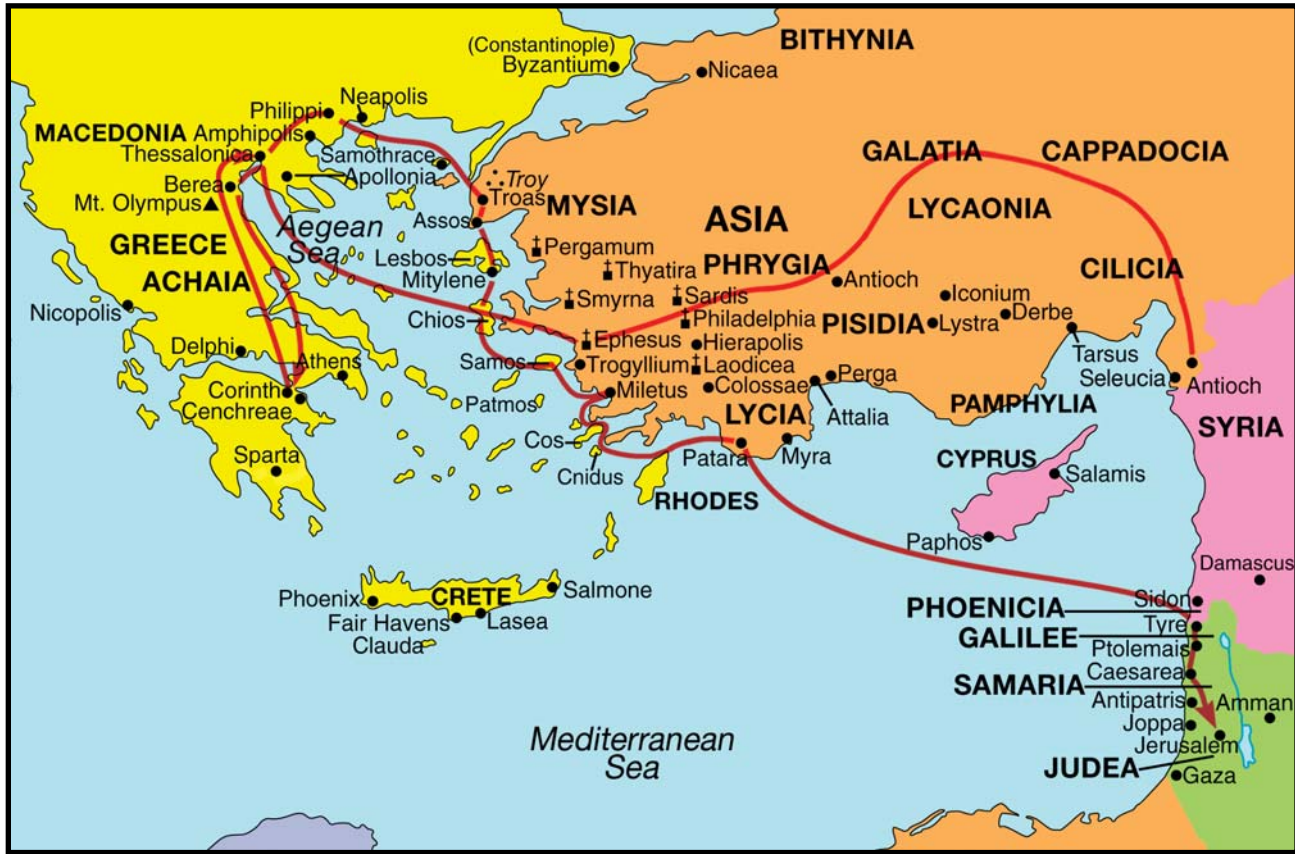 (Constantinople)
Byzantium
BITHYNIA
Nicaea
Neapolis
Philippi
MACEDONIA
Amphipolis
Thessalonica
Samothrace
Apollonia
Berea
Mt. Olympus
Troy
Troas
GALATIA
CAPPADOCIA
MYSIA
ASIA
LYCAONIA
Aegean
Sea
Assos
GREECE
ACHAIA
Lesbos
Mitylene
Pergamum
Thyatira
PHRYGIA
Antioch
CILICIA
Nicopolis
Smyrna
Sardis
Iconium
Derbe
Chios
Philadelphia
PISIDIA
Lystra
Delphi
Athens
Ephesus
Hierapolis
Tarsus
Samos
Trogyllium
Laodicea
Seleucia
Antioch
Corinth
Cenchreae
Patmos
Miletus
Colossae
Perga
Attalia
PAMPHYLIA
LYCIA
SYRIA
Sparta
Cos
Cnidus
Patara
Myra
CYPRUS
Salamis
RHODES
Paphos
Damascus
Phoenix
CRETE
Salmone
Fair Havens
Lasea
Clauda
PHOENICIA
Sidon
Tyre
GALILEE
Ptolemais
Caesarea
SAMARIA
Antipatris
Amman
Joppa
Jerusalem
JUDEA
Gaza
Mediterranean
Sea